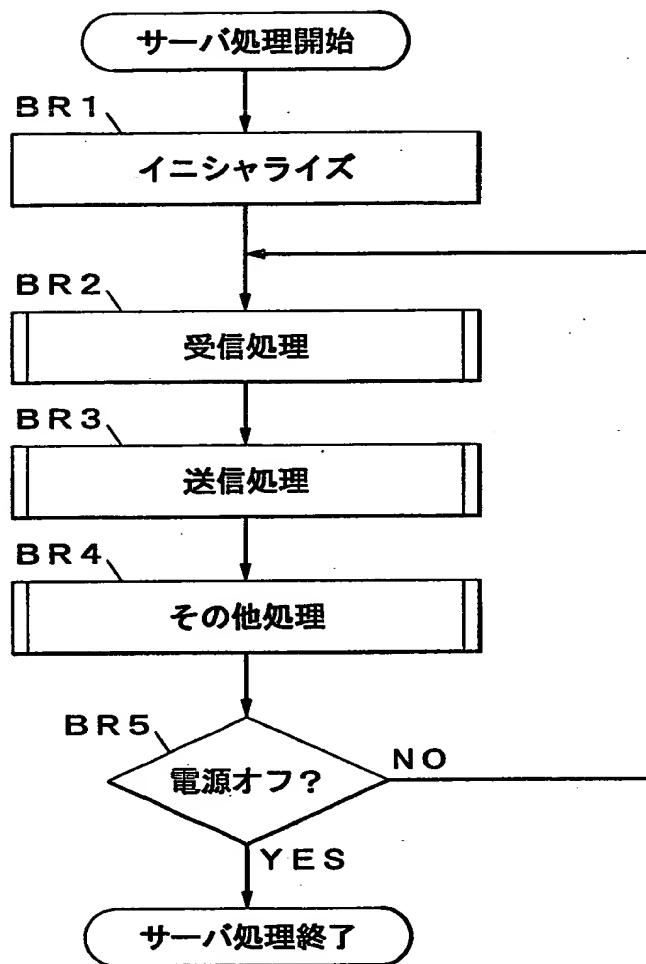 サーバ処理開始
BR1
イニシャライズ
BR2
受信処理
BR3
送信処理
BR4
その他処理
BR5
電源オフ?
NO
YES
サーバ処理終了